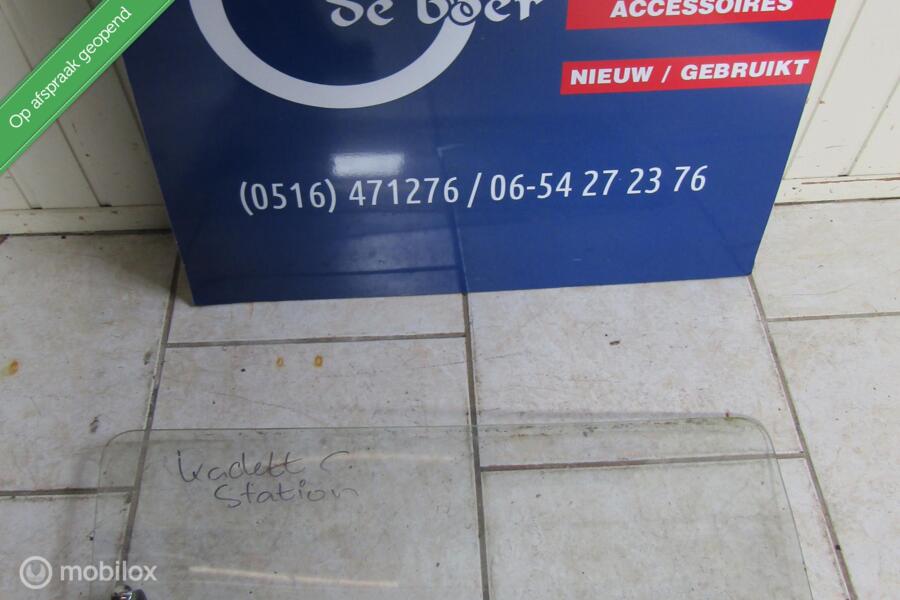 Op afspraak geopend
de boer
ACCESSOIRES
NIEUW / GEBRUIKT
(0516) 471276 / 06-54 27 23 76
kadett C
Station
mobilox